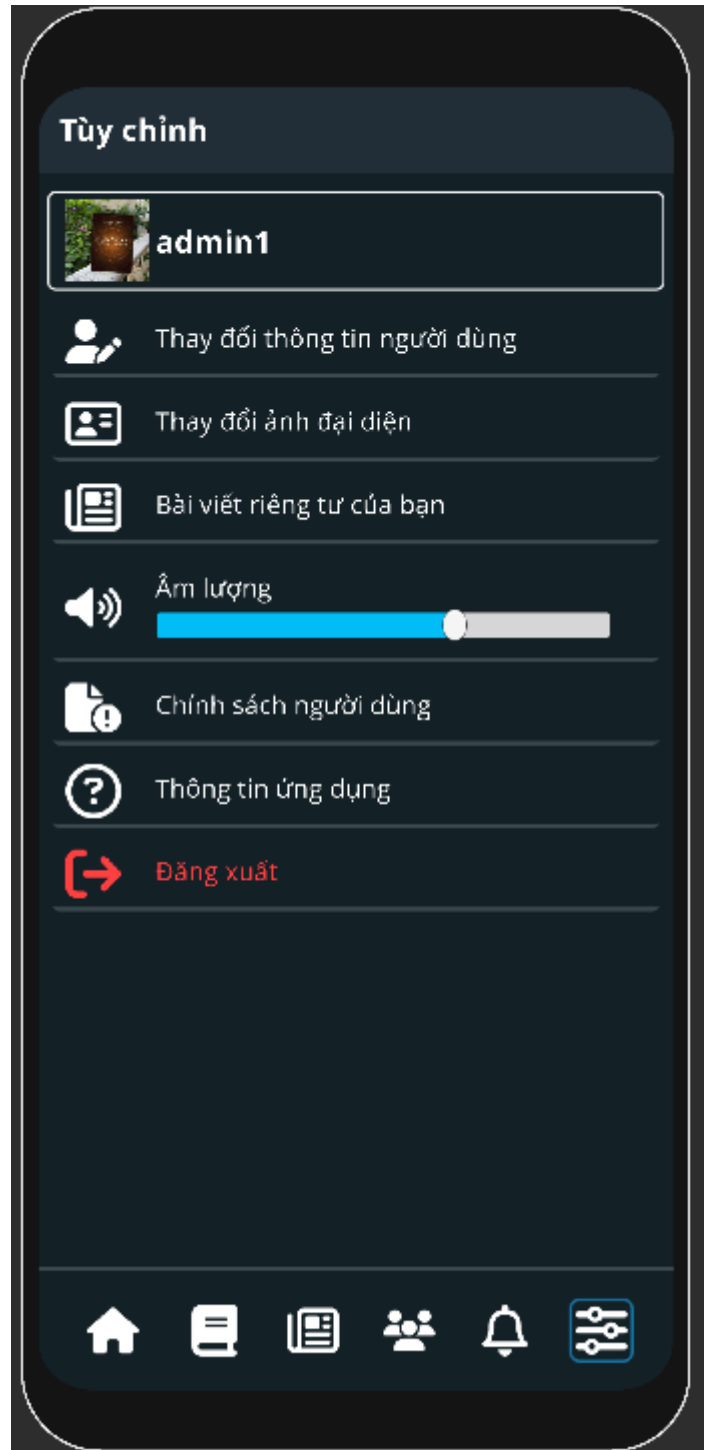 Tùy chỉnh
admin1
Thay đổi thông tin người dùng
Thay đổi ảnh đại diện
Bài viết riêng tư của bạn
Âm lượng
Chính sách người dùng
Thông tin ứng dụng
Đăng xuất